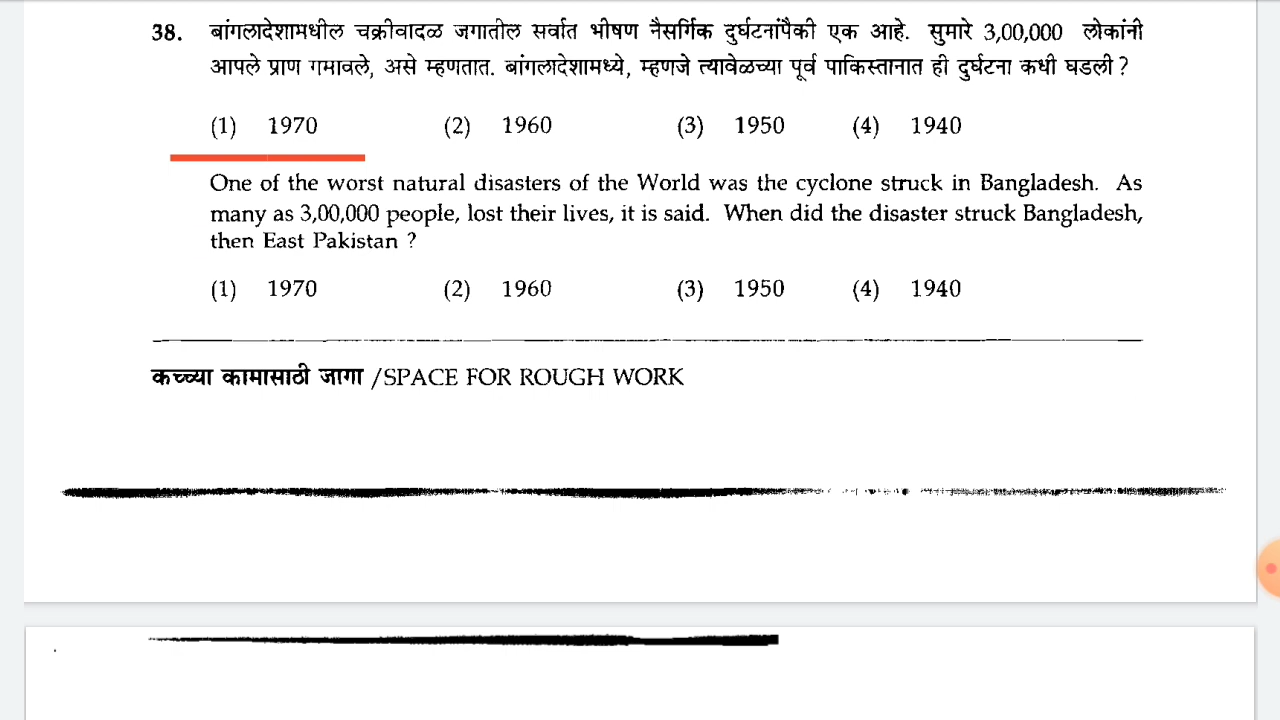 38. बांगलादेशामधील चक्रीवादळ जगातील सर्वात भीषण नैसर्गिक दुर्घटनांपैकी एक आहे. सुमारे 3,00,000 लोकांनी
आपले प्राण गमावले, असे म्हणतात. बांगलादेशामध्ये, म्हणजे त्यावेळच्या पूर्व पाकिस्तानात ही दुर्घटना कधी घडली ?
(1) 1970 (2) 1960 (3) 1950 (4) 1940
One of the worst natural disasters of the World was the cyclone struck in Bangladesh. As
many as 3,00,000 people, lost their lives, it is said. When did the disaster struck Bangladesh,
then East Pakistan ?
(1) 1970 (2) 1960 (3) 1950 (4) 1940
कच्च्या कामासाठी जागा /SPACE FOR ROUGH WORK